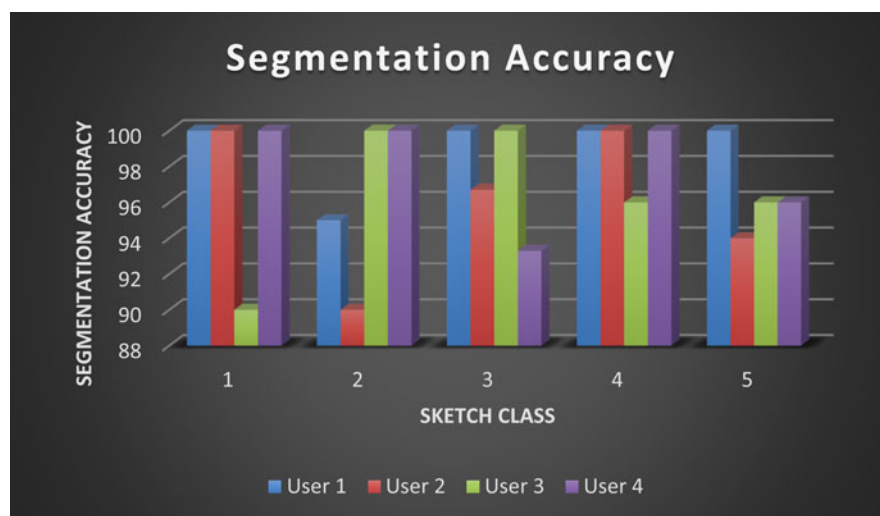 Segmentation Accuracy
SEGMENTATION ACCURACY
100
98
96
94
92
90
88
1 2 3 4 5
SKETCH CLASS
User 1 User 2 User 3 User 4